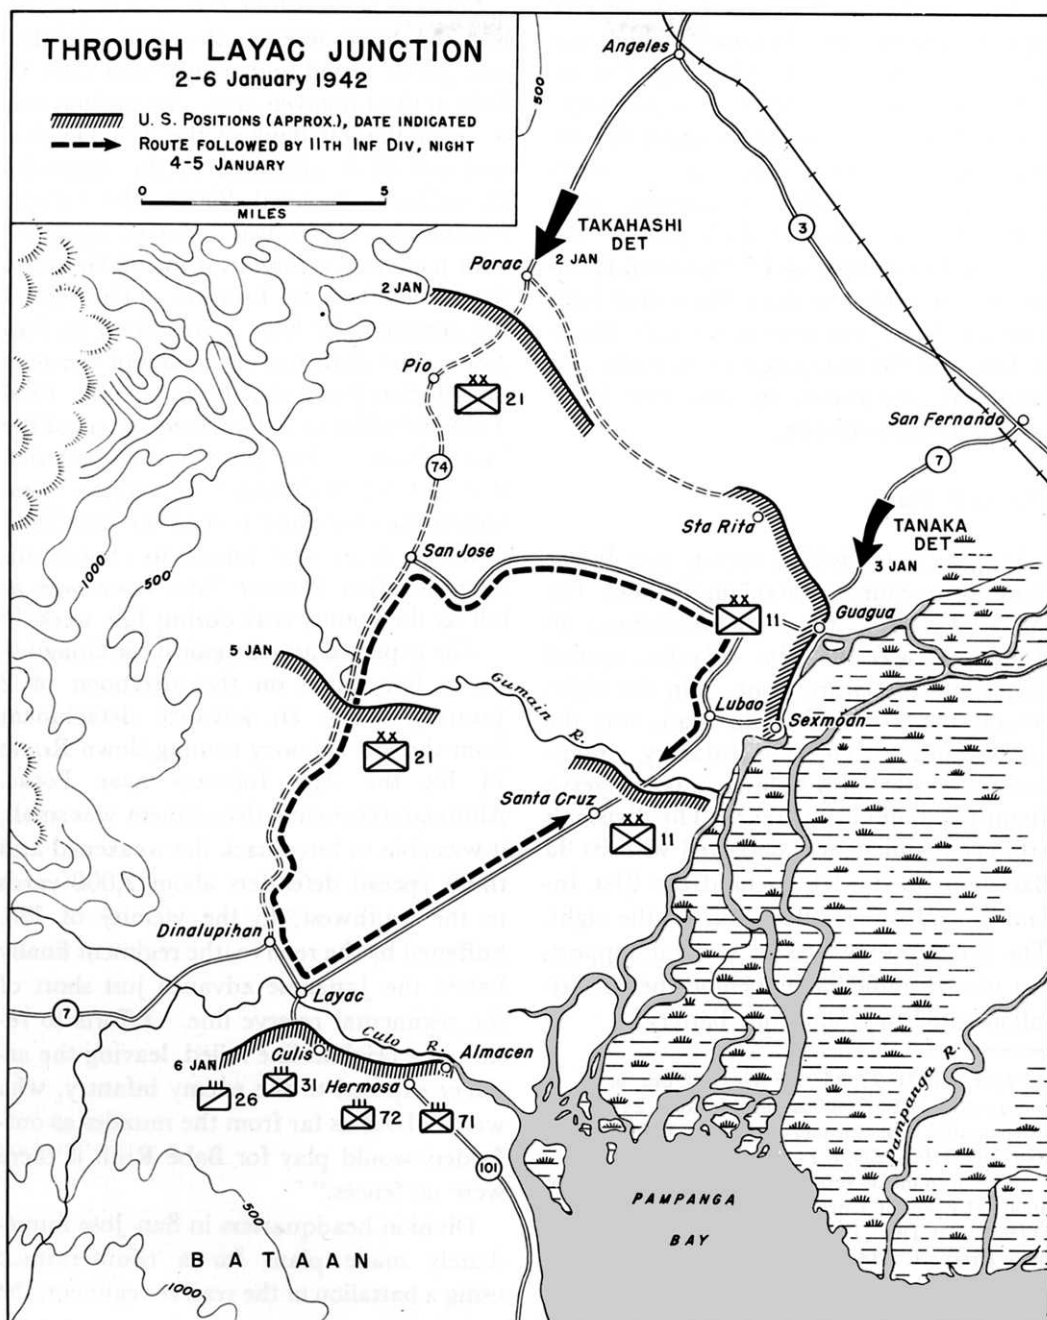 THROUGH LAYAC JUNCTION
2-6 January 1942
U. S. POSITIONS (APPROX.), DATE INDICATED
ROUTE FOLLOWED BY 11TH INF DIV, NIGHT
4-5 JANUARY
0 5
MILES
500
Angeles
3
TAKAHASHI
DET
2 JAN
Porac
2 JAN
Pio
XX
21
San Fernando
7
74
Sta Rita
TANAKA
DET
3 JAN
1000
500
San Jose
XX
11
Guagua
5 JAN
Gumain R.
Lubao
Sexmoan
XX
21
Santa Cruz
XX
11
Dinalupihan
Layac
7
Culo R.
6 JAN
Culis
Almacen
Hermosa
26
31
72
71
101
Pampanga R.
PAMPANGA
BAY
500
BATAAN
1000